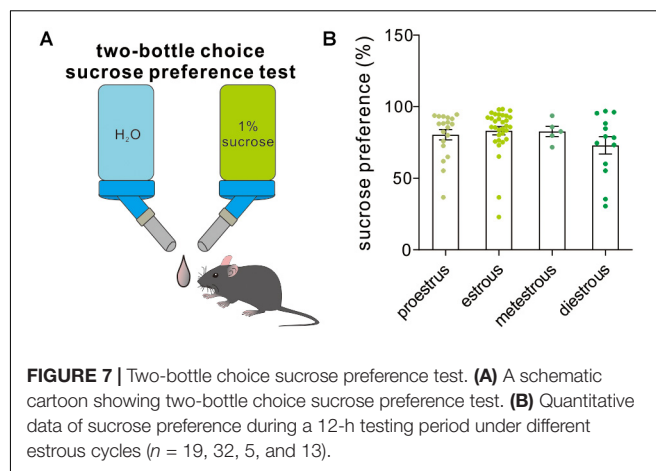 A
two-bottle choice
sucrose preference test
H₂O
1%
sucrose
B
sucrose preference (%)
150
100
50
0
proestrus
estrous
metestrous
diestrous
FIGURE 7 | Two-bottle choice sucrose preference test. (A) A schematic
cartoon showing two-bottle choice sucrose preference test. (B) Quantitative
data of sucrose preference during a 12-h testing period under different
estrous cycles (n = 19, 32, 5, and 13).